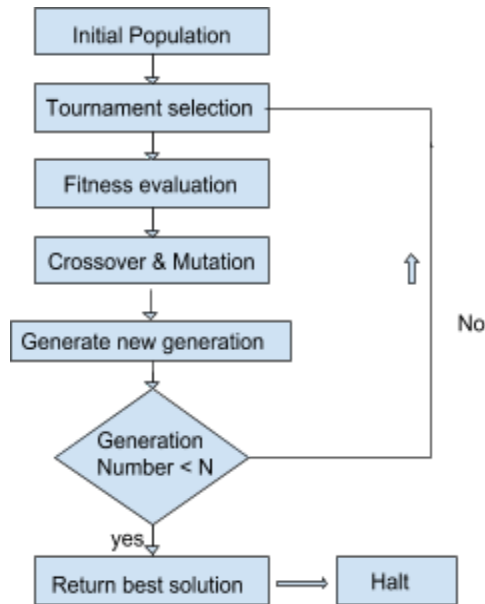 Initial Population
Tournament selection
Fitness evaluation
Crossover & Mutation
Generate new generation
Generation
Number < N
No
yes
Return best solution
Halt